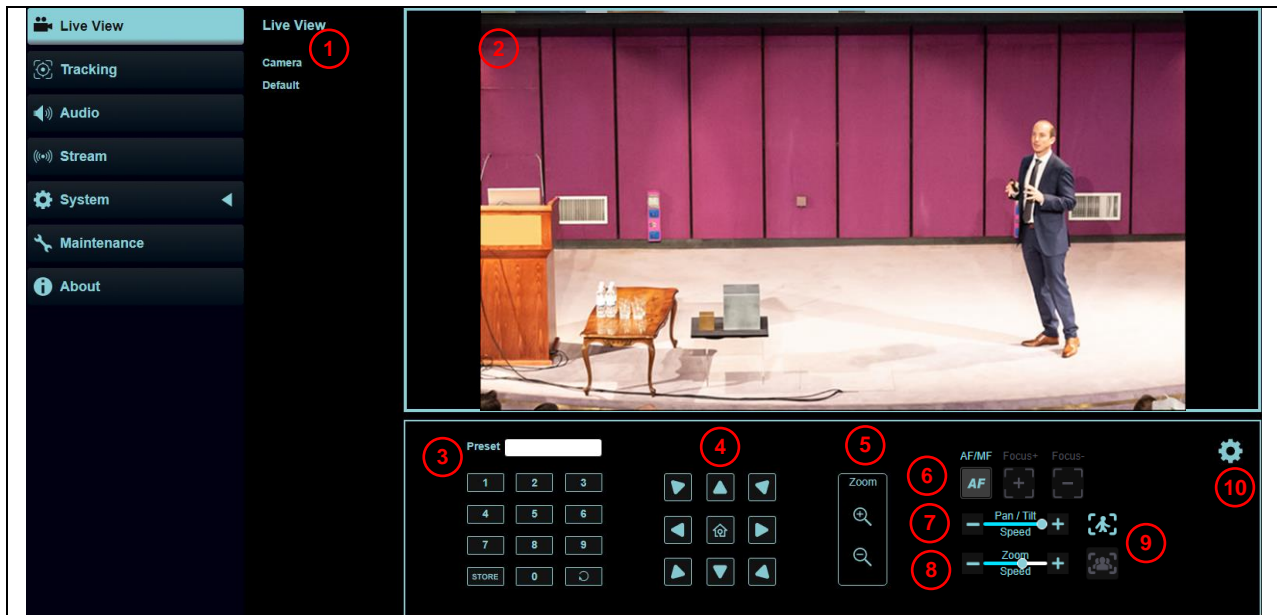 Live View
Tracking
Audio
Stream
System
Maintenance
About
Live View
1
Camera
Default
2
3
Preset
1 2 3
4 5 6
7 8 9
STORE 0
4
5
Zoom
6
AF/MF Focus+ Focus-
AF
7
Pan / Tilt
Speed
8
Zoom
Speed
9
10